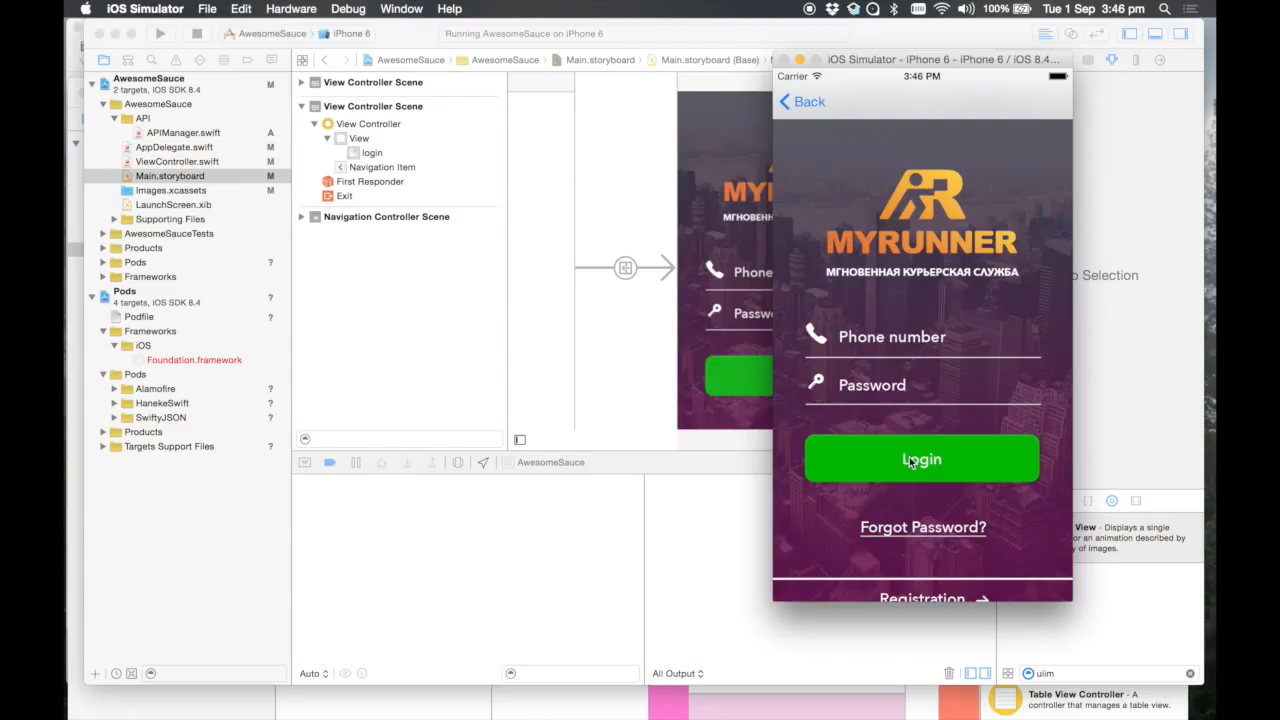 iOS Simulator File Edit Hardware Debug Window Help 100% Tue 1 Sep 3:46 pm
AwesomeSauce iPhone 6 Running AwesomeSauce on iPhone 6
AwesomeSauce AwesomeSauce Main.storyboard Main.storyboard (Base)
iOS Simulator - iPhone 6 - iPhone 6 / iOS 8.4...
AwesomeSauce M
2 targets, iOS SDK 8.4
AwesomeSauce
API
APIManager.swift A
AppDelegate.swift M
ViewController.swift M
Main.storyboard M
Images.xcassets M
LaunchScreen.xib
Supporting Files
AwesomeSauceTests
Products
Pods ?
Frameworks
Pods ?
4 targets, iOS SDK 8.4
Podfile ?
Frameworks
iOS
Foundation.framework
Pods
Alamofire ?
HanekeSwift ?
SwiftyJSON ?
Products
Targets Support Files ?
View Controller Scene
View Controller Scene
View Controller
View
login
Navigation Item
First Responder
Exit
Navigation Controller Scene
Phone
Passw
Carrier 3:46 PM
Back
MYRUNNER
МГНОВЕННАЯ КУРЬЕРСКАЯ СЛУЖБА
Phone number
Password
Login
Forgot Password?
Registration →
Selection
AwesomeSauce
View - Displays a single
or an animation described by
y of images.
Auto
All Output
uiim
Table View Controller - A
controller that manages a table view.